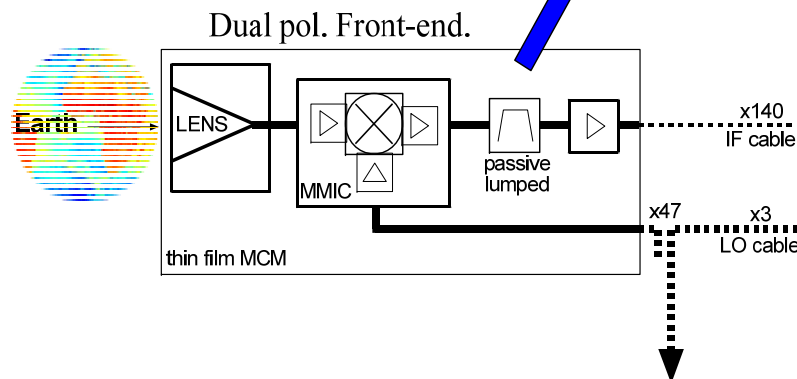 Dual pol. Front-end.
Earth
LENS
MMIC
passive
lumped
x140
IF cable
x47
x3
LO cable
thin film MCM